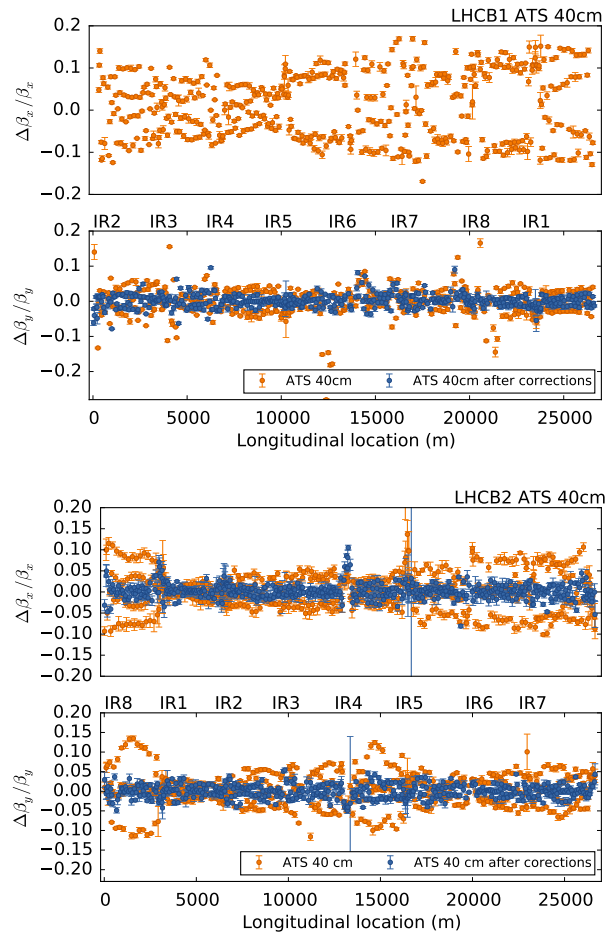 LHCB1 ATS 40cm
0.2
0.1
0.0
−0.1
−0.2
Δβx/βx
IR2 IR3 IR4 IR5 IR6 IR7 IR8 IR1
0.2
0.1
0.0
−0.1
−0.2
Δβy/βy
ATS 40cm ATS 40cm after corrections
0 5000 10000 15000 20000 25000
Longitudinal location (m)
LHCB2 ATS 40cm
0.20
0.15
0.10
0.05
0.00
−0.05
−0.10
−0.15
−0.20
Δβx/βx
IR8 IR1 IR2 IR3 IR4 IR5 IR6 IR7
0.20
0.15
0.10
0.05
0.00
−0.05
−0.10
−0.15
−0.20
Δβy/βy
ATS 40 cm ATS 40 cm after corections
0 5000 10000 15000 20000 25000
Longitudinal location (m)